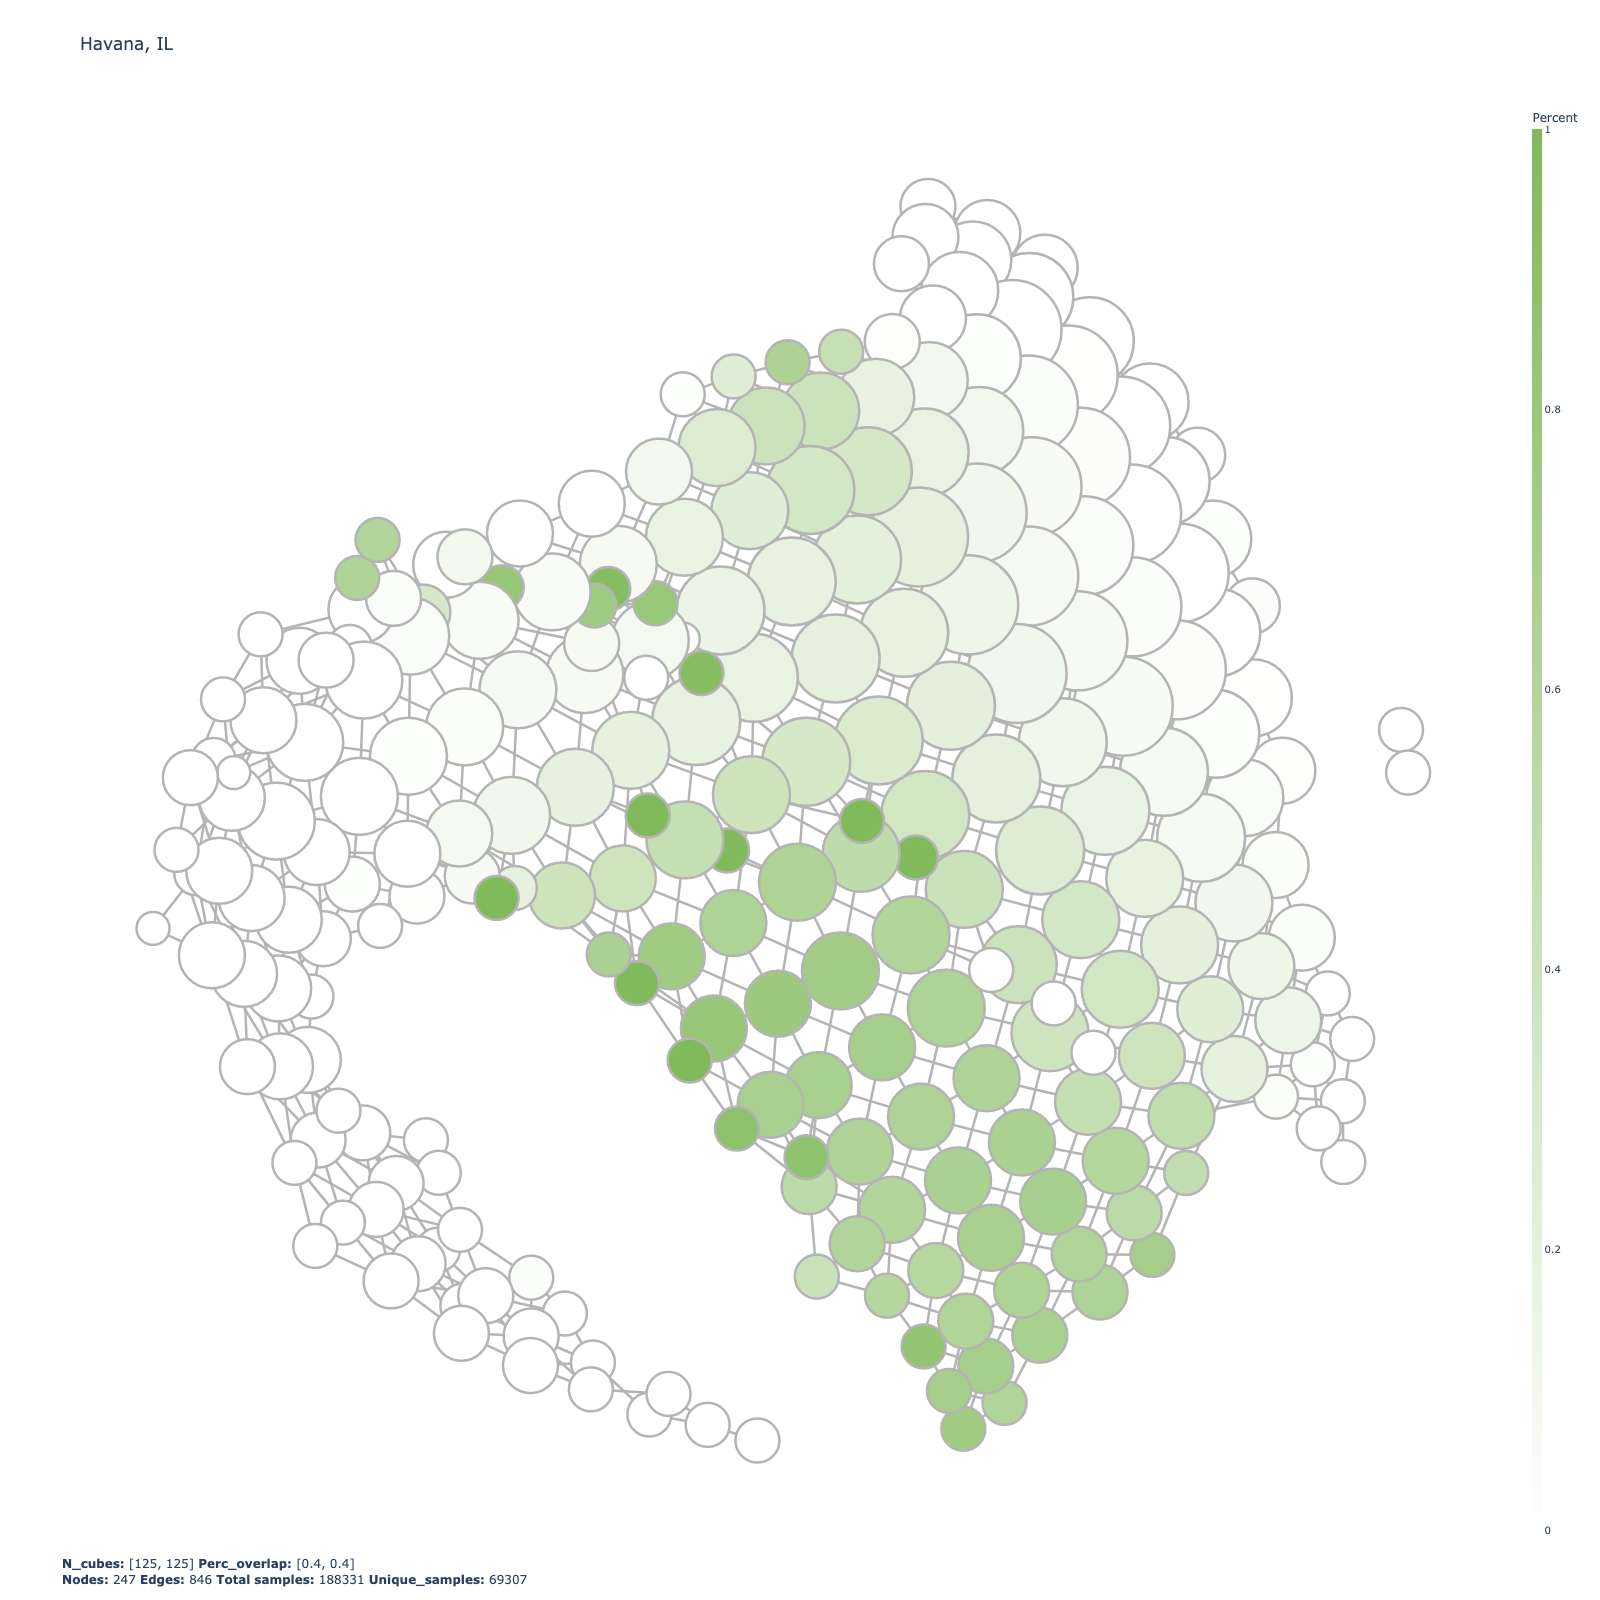 Havana, IL
Percent
1
0.8
0.6
0.4
0.2
0
N_cubes: [125, 125] Perc_overlap: [0.4, 0.4]
Nodes: 247 Edges: 846 Total samples: 188331 Unique_samples: 69307